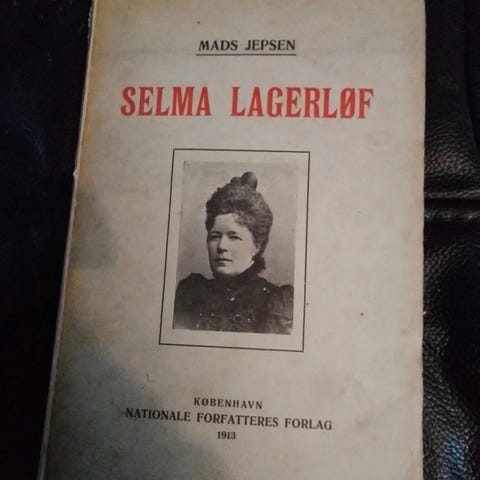 MADS JEPSEN
SELMA LAGERLØF
KØBENHAVN
NATIONALE FORFATTERES FORLAG
1913